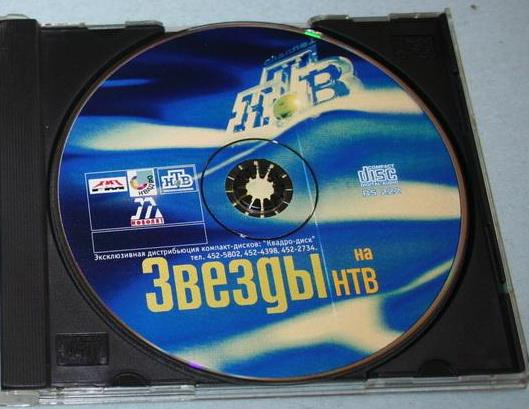 channel
НТВ
НТВ
COMPACT
disc
DIGITAL AUDIO
Эксклюзивная дистрибьюция компакт-дисков: "Квадро-диск"
тел. 452-5802, 452-4398, 452-2734.
Звезды на НТВ